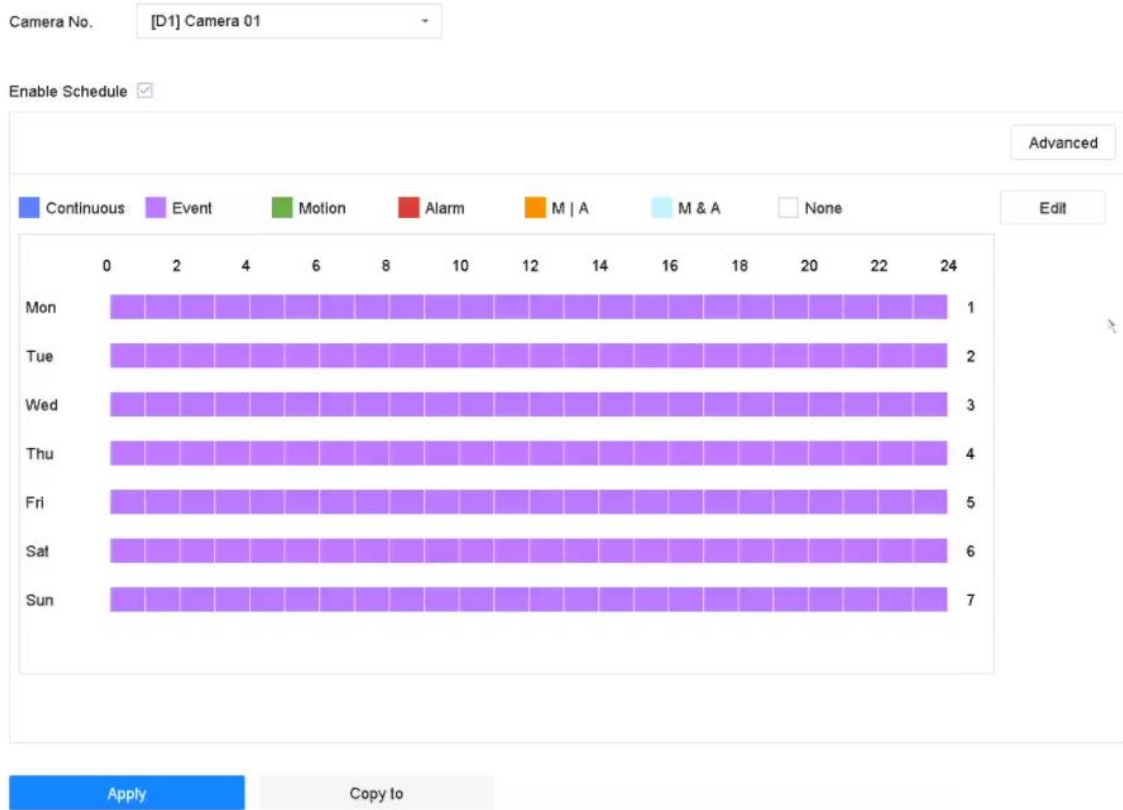 Camera No. [D1] Camera 01
Enable Schedule
Advanced
Continuous Event Motion Alarm M | A M & A None Edit
0 2 4 6 8 10 12 14 16 18 20 22 24
Mon 1
Tue 2
Wed 3
Thu 4
Fri 5
Sat 6
Sun 7
Apply Copy to